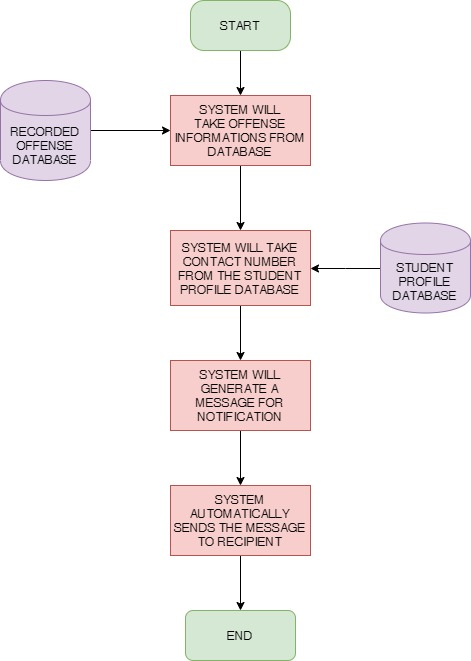 START
SYSTEM WILL
TAKE OFFENSE
INFORMATIONS FROM
DATABASE
RECORDED
OFFENSE
DATABASE
SYSTEM WILL TAKE
CONTACT NUMBER
FROM THE STUDENT
PROFILE DATABASE
STUDENT
PROFILE
DATABASE
SYSTEM WILL
GENERATE A
MESSAGE FOR
NOTIFICATION
SYSTEM
AUTOMATICALLY
SENDS THE MESSAGE
TO RECIPIENT
END